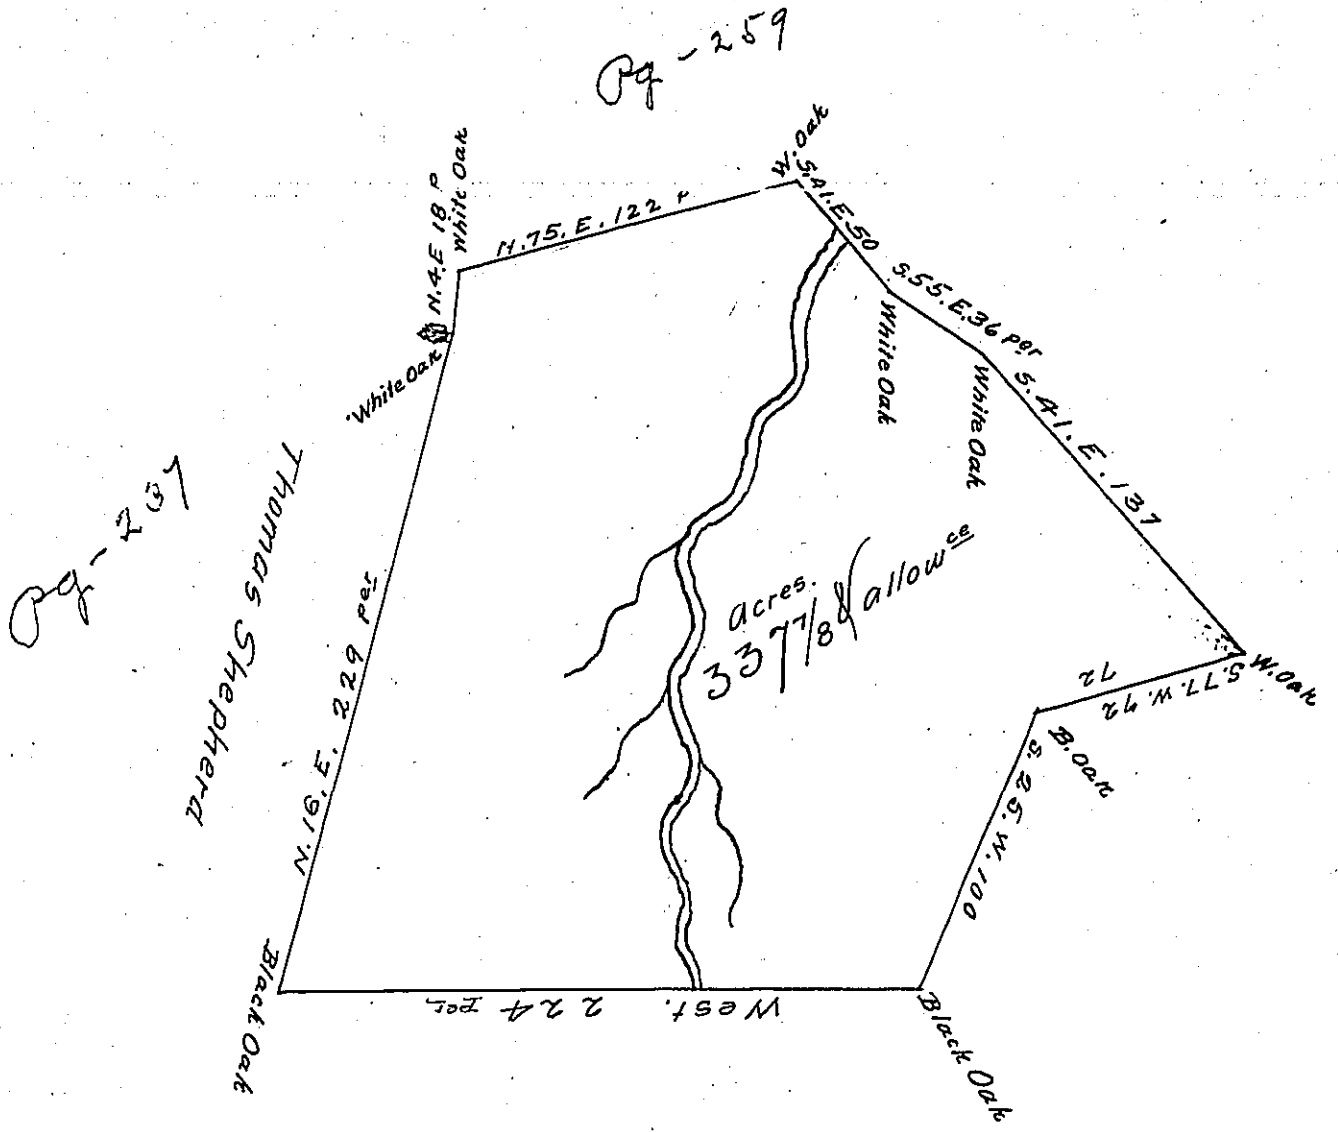 Pg - 259
W. Oak
S. 41. E. 50
N. 75. E. 122 P
N. 4. E 18 P
White Oak
White Oak
S. 55. E. 36 per
White Oak
White Oak
S. 41. E. 137
Pg - 237
Thomas Shepherd
N. 16. E. 229 per
Acres.
337 7/8 & allowce
72
S. 77. W. 72
W. Oak
B. Oak
S. 25. W. 100
Black Oak
West. 224 per
Black Oak